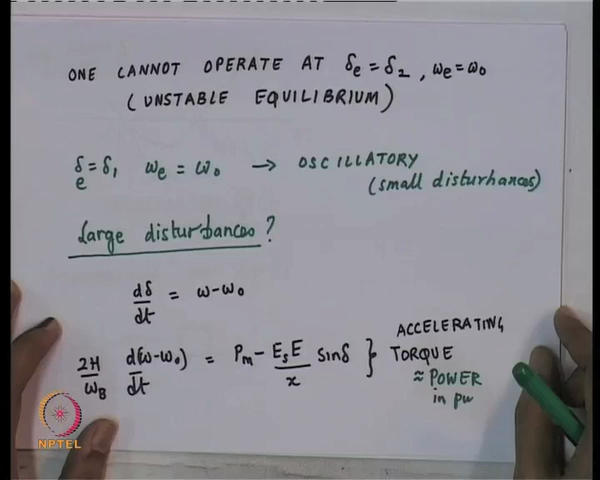 ONE CANNOT OPERATE AT δe = δ2 , ωe = ω0
(UNSTABLE EQUILIBRIUM)
δe = δ1 ωe = ω0 → OSCILLATORY
(small disturbances)
Large disturbances?
dδ/dt = ω-ω0
2H/ωB d(ω-ω0)/dt = Pm - EsE/x sinδ } ACCELERATING
TORQUE
≈ POWER
in pu
NPTEL